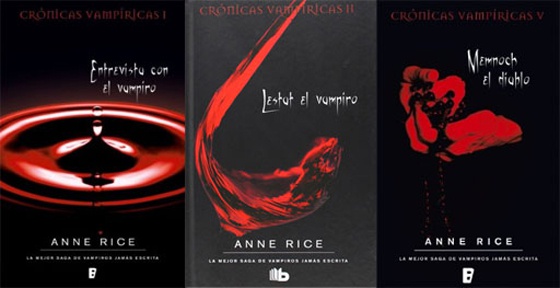 CRÓNICAS VAMPÍRICAS I
Entrevista con
el vampiro
ANNE RICE
LA MEJOR SAGA DE VAMPIROS JAMÁS ESCRITA
B
CRÓNICAS VAMPÍRICAS II
Lestat el vampiro
ANNE RICE
LA MEJOR SAGA DE VAMPIROS JAMÁS ESCRITA
b
CRÓNICAS VAMPÍRICAS V
Memnoch
el diablo
ANNE RICE
LA MEJOR SAGA DE VAMPIROS JAMÁS ESCRITA
B